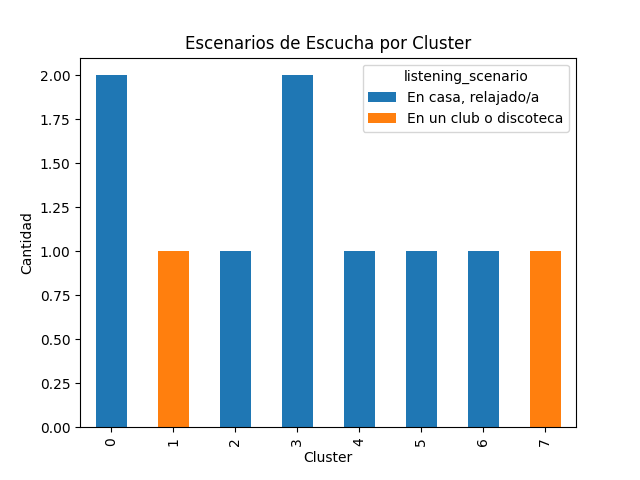 Escenarios de Escucha por Cluster
listening_scenario
En casa, relajado/a
En un club o discoteca
Cantidad
2.00
1.75
1.50
1.25
1.00
0.75
0.50
0.25
0.00
0 1 2 3 4 5 6 7
Cluster